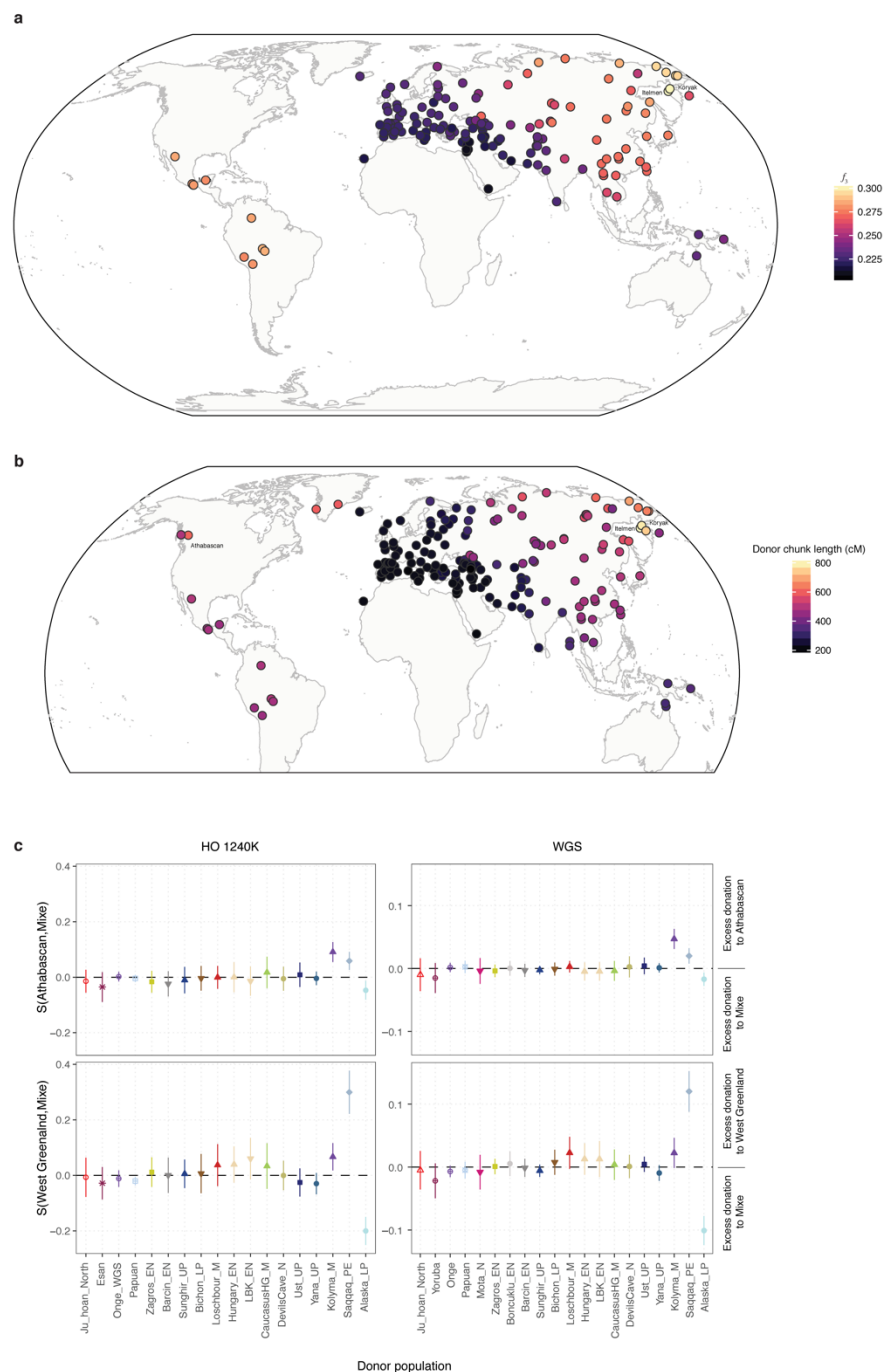 a
Itelmen
Koryak
f3
0.300
0.275
0.250
0.225
b
Athabascan
Itelmen
Koryak
Donor chunk length (cM)
800
600
400
200
c
HO 1240K
WGS
S(Athabascan,Mixe)
0.4
0.2
0.0
−0.2
0.1
0.0
−0.1
Excess donation
to Athabascan
Excess donation
to Mixe
S(West Greenalnd,Mixe)
0.4
0.2
0.0
−0.2
0.1
0.0
−0.1
Excess donation
to West Greenland
Excess donation
to Mixe
Ju_hoan_North
Esan
Onge_WGS
Papuan
Zagros_EN
Barcin_EN
Sunghir_UP
Bichon_LP
Loschbour_M
Hungary_EN
LBK_EN
CaucasusHG_M
DevilsCave_N
Ust_UP
Yana_UP
Kolyma_M
Saqqaq_PE
Alaska_LP
Ju_hoan_North
Yoruba
Onge
Papuan
Mota_N
Zagros_EN
Boncuklu_EN
Barcin_EN
Sunghir_UP
Bichon_LP
Loschbour_M
Hungary_EN
LBK_EN
CaucasusHG_M
DevilsCave_N
Ust_UP
Yana_UP
Kolyma_M
Saqqaq_PE
Alaska_LP
Donor population